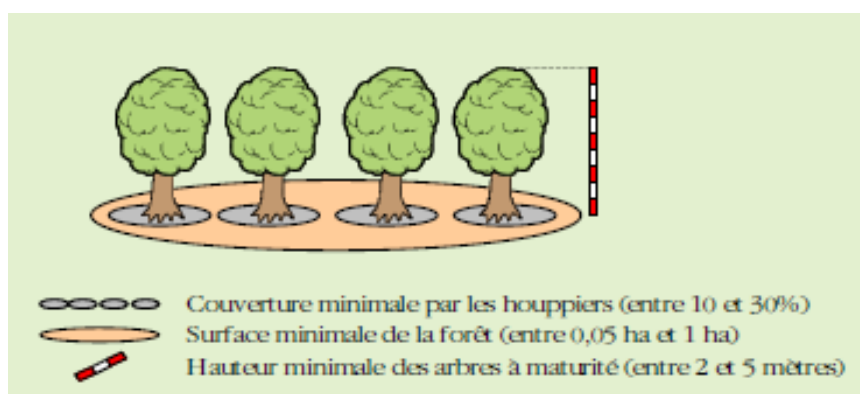 Couverture minimale par les houppiers (entre 10 et 30%)
Surface minimale de la forêt (entre 0,05 ha et 1 ha)
Hauteur minimale des arbres à maturité (entre 2 et 5 mètres)